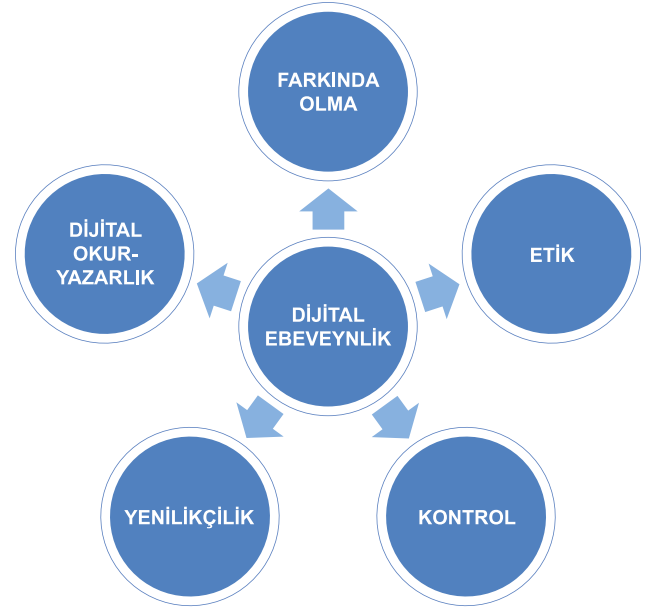 FARKINDA
OLMA
DİJİTAL
OKUR-
YAZARLIK
ETİK
DİJİTAL
EBEVEYNLİK
YENİLİKÇİLİK
KONTROL